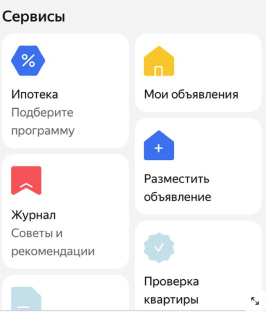 Сервисы
Ипотека
Подберите
программу
Мои объявления
Разместить
объявление
Журнал
Советы и
рекомендации
Проверка
квартиры